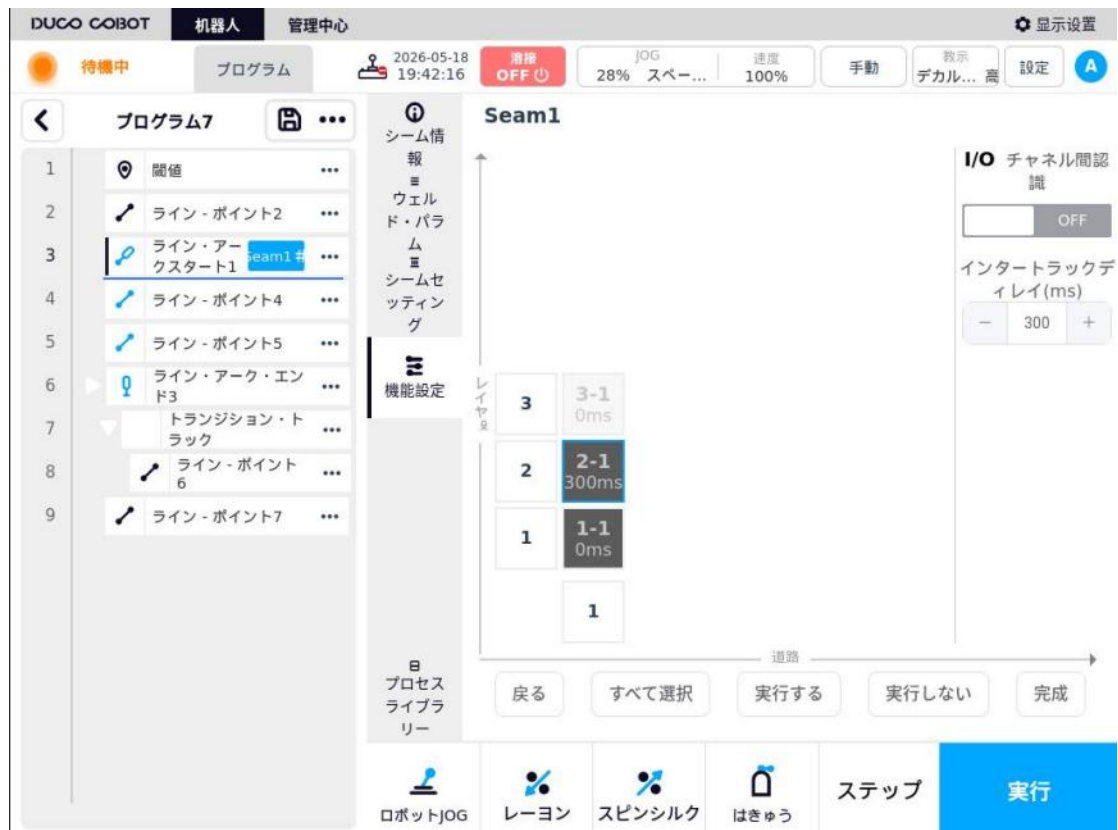 DUCO COBOT 机器人 管理中心 显示设置
待機中 プログラム 2026-05-18 19:42:16 溶接 OFF JOG 28% スペー... 速度 100% 手動 教示 デカル... 高 設定 A
プログラム7 •••
1 閾値 •••
2 ライン - ポイント2 •••
3 ライン・アー
クスタート1 Seam1 # •••
4 ライン - ポイント4 •••
5 ライン - ポイント5 •••
6 ライン・アーク・エン
ド3 •••
7 トランジション・ト
ラック •••
8 ライン - ポイント
6 •••
9 ライン - ポイント7 •••
シーム情
報
ウェル
ド・パラ
ム
シームセ
ッティン
グ
機能設定
プロセス
ライブラ
リー
Seam1
レイヤー
3 3-1
0ms
2 2-1
300ms
1 1-1
0ms
1
道路
I/O チャネル間認
識
OFF
インタートラックデ
ィレイ(ms)
− 300 +
戻る すべて選択 実行する 実行しない 完成
ロボットJOG レーヨン スピンシルク はきゅう ステップ 実行